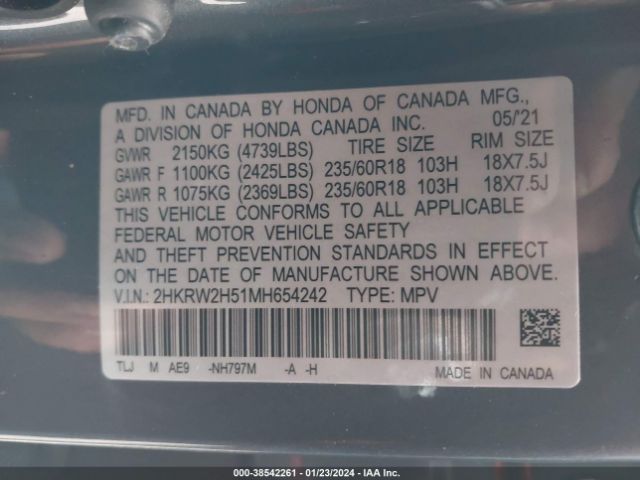 MFD. IN CANADA BY HONDA OF CANADA MFG.,
A DIVISION OF HONDA CANADA INC. 05/'21
GVWR 2150KG (4739LBS) TIRE SIZE RIM SIZE
GAWR F 1100KG (2425LBS) 235/60R18 103H 18X7.5J
GAWR R 1075KG (2369LBS) 235/60R18 103H 18X7.5J
THIS VEHICLE CONFORMS TO ALL APPLICABLE
FEDERAL MOTOR VEHICLE SAFETY
AND THEFT PREVENTION STANDARDS IN EFFECT
ON THE DATE OF MANUFACTURE SHOWN ABOVE.
V.I.N.: 2HKRW2H51MH654242 TYPE: MPV
TLJ M AE9 -NH797M -A -H
MADE IN CANADA
000-38542261 - 01/23/2024 - IAA Inc.